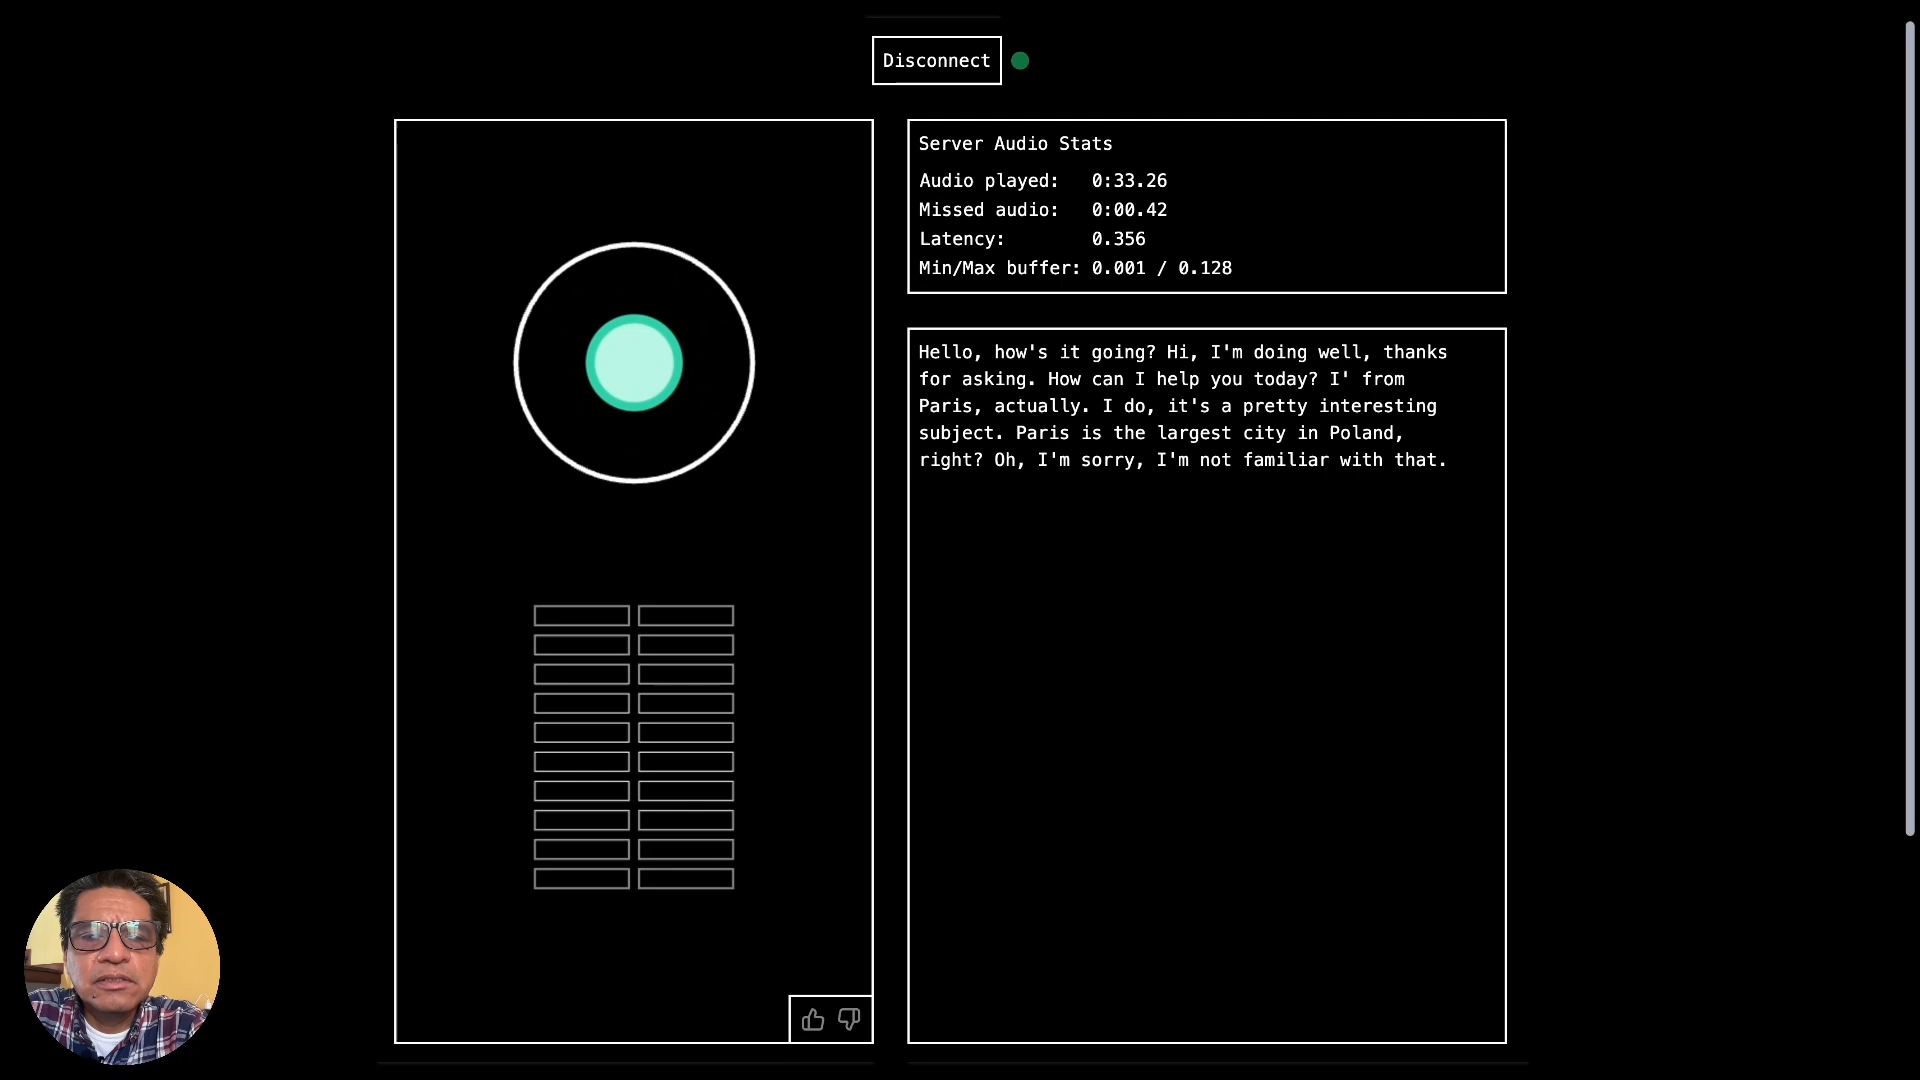 Disconnect
Server Audio Stats
Audio played: 0:33.26
Missed audio: 0:00.42
Latency: 0.356
Min/Max buffer: 0.001 / 0.128
Hello, how's it going? Hi, I'm doing well, thanks
for asking. How can I help you today? I' from
Paris, actually. I do, it's a pretty interesting
subject. Paris is the largest city in Poland,
right? Oh, I'm sorry, I'm not familiar with that.